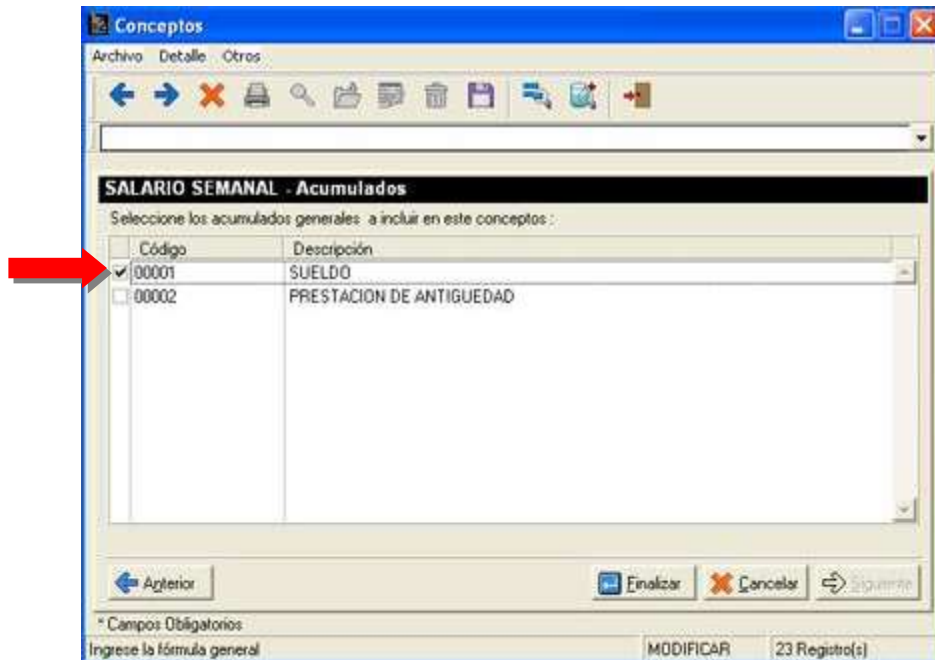 Conceptos
Archivo Detalle Otros
SALARIO SEMANAL - Acumulados
Seleccione los acumulados generales a incluir en este conceptos :
Código Descripción
00001 SUELDO
00002 PRESTACION DE ANTIGUEDAD
Anterior Finalizar Cancelar Siguiente
* Campos Obligatorios
Ingrese la fórmula general MODIFICAR 23 Registro(s)